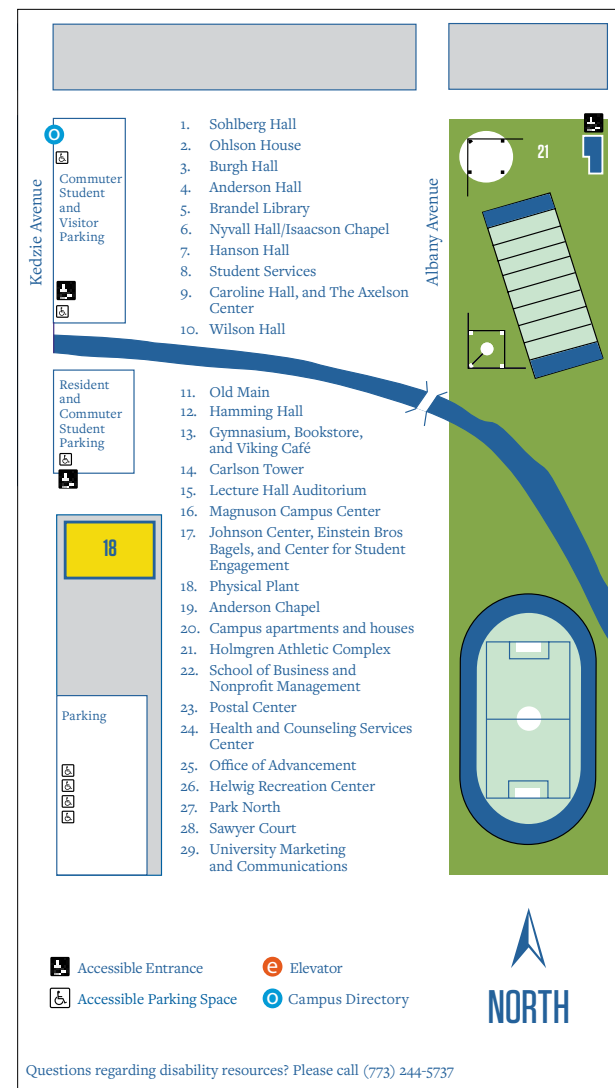 Kedzie Avenue
O
Commuter
Student
and
Visitor
Parking
Resident
and
Commuter
Student
Parking
18
Parking
1. Sohlberg Hall
2. Ohlson House
3. Burgh Hall
4. Anderson Hall
5. Brandel Library
6. Nyvall Hall/Isaacson Chapel
7. Hanson Hall
8. Student Services
9. Caroline Hall, and The Axelson
Center
10. Wilson Hall
11. Old Main
12. Hamming Hall
13. Gymnasium, Bookstore,
and Viking Café
14. Carlson Tower
15. Lecture Hall Auditorium
16. Magnuson Campus Center
17. Johnson Center, Einstein Bros
Bagels, and Center for Student
Engagement
18. Physical Plant
19. Anderson Chapel
20. Campus apartments and houses
21. Holmgren Athletic Complex
22. School of Business and
Nonprofit Management
23. Postal Center
24. Health and Counseling Services
Center
25. Office of Advancement
26. Helwig Recreation Center
27. Park North
28. Sawyer Court
29. University Marketing
and Communications
Albany Avenue
21
Accessible Entrance
e Elevator
Accessible Parking Space
O Campus Directory
NORTH
Questions regarding disability resources? Please call (773) 244-5737